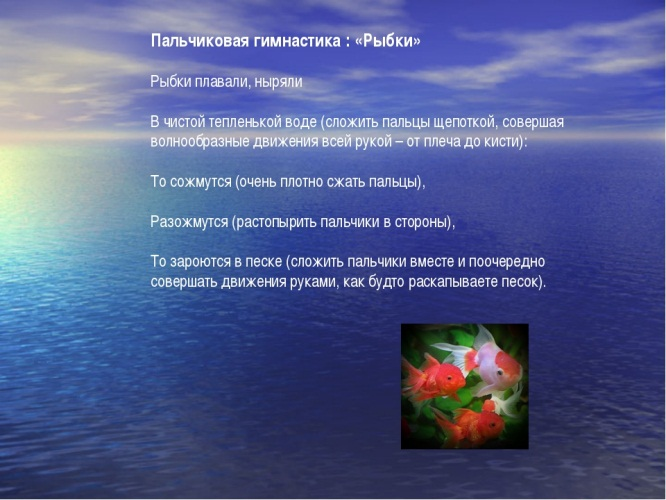 Пальчиковая гимнастика : «Рыбки»
Рыбки плавали, ныряли
В чистой тепленькой воде (сложить пальцы щепоткой, совершая
волнообразные движения всей рукой – от плеча до кисти):
То сожмутся (очень плотно сжать пальцы),
Разожмутся (растопырить пальчики в стороны),
То зароются в песке (сложить пальчики вместе и поочередно
совершать движения руками, как будто раскапываете песок).